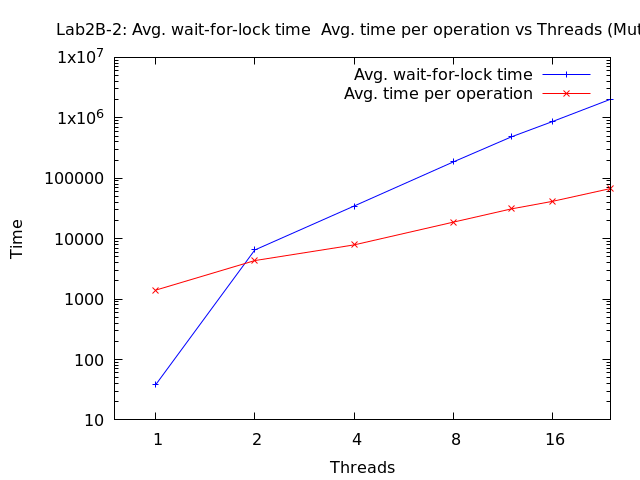 Lab2B-2: Avg. wait-for-lock time  Avg. time per operation vs Threads (Mut
1x10^7
Avg. wait-for-lock time
Avg. time per operation
1x10^6
100000
10000
1000
100
10
Time
1 2 4 8 16
Threads